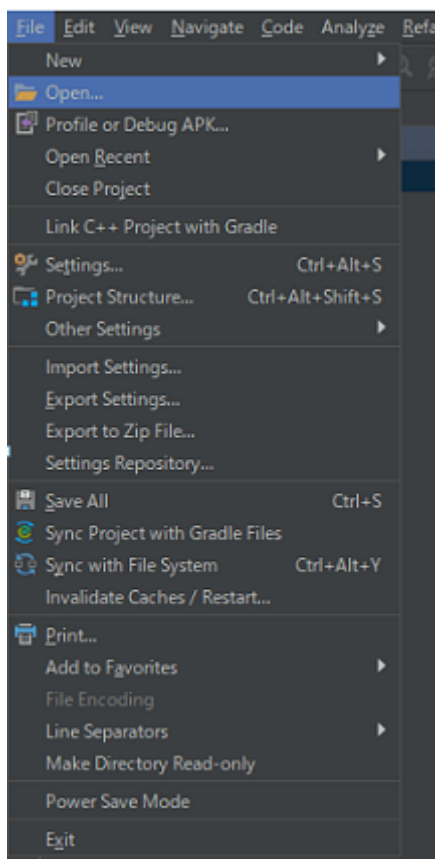 File Edit View Navigate Code Analyze Refa
New
Open...
Profile or Debug APK...
Open Recent
Close Project
Link C++ Project with Gradle
Settings... Ctrl+Alt+S
Project Structure... Ctrl+Alt+Shift+S
Other Settings
Import Settings...
Export Settings...
Export to Zip File...
Settings Repository...
Save All Ctrl+S
Sync Project with Gradle Files
Sync with File System Ctrl+Alt+Y
Invalidate Caches / Restart...
Print...
Add to Favorites
File Encoding
Line Separators
Make Directory Read-only
Power Save Mode
Exit